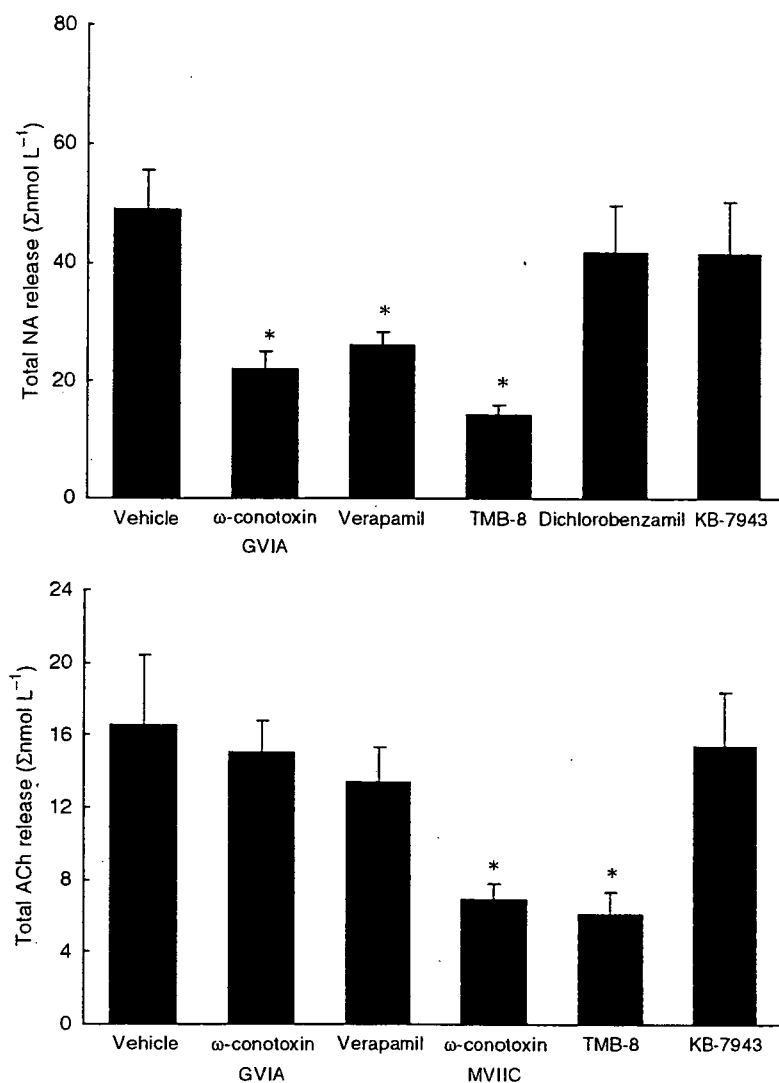 80
60
40
20
0
Total NA release (Σnmol L⁻¹)
*
*
*
Vehicle ω-conotoxin Verapamil TMB-8 Dichlorobenzamil KB-7943
GVIA
24
20
16
12
8
4
0
Total ACh release (Σnmol L⁻¹)
*
*
Vehicle ω-conotoxin Verapamil ω-conotoxin TMB-8 KB-7943
GVIA MVIIC